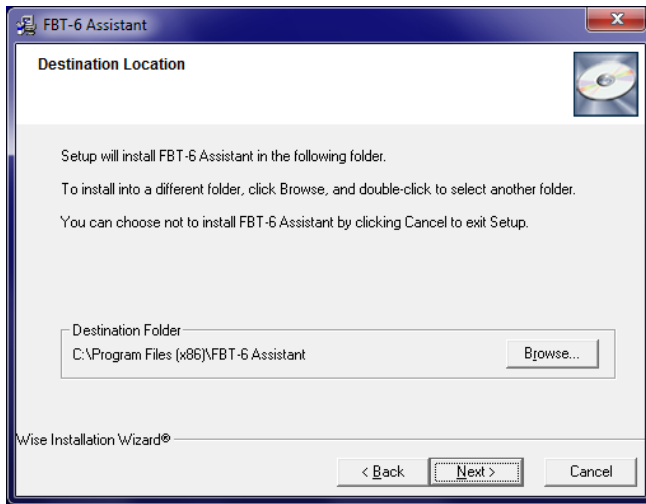 FBT-6 Assistant
Destination Location
Setup will install FBT-6 Assistant in the following folder.
To install into a different folder, click Browse, and double-click to select another folder.
You can choose not to install FBT-6 Assistant by clicking Cancel to exit Setup.
Destination Folder
C:\Program Files (x86)\FBT-6 Assistant
Browse...
Wise Installation Wizard®
< Back
Next >
Cancel